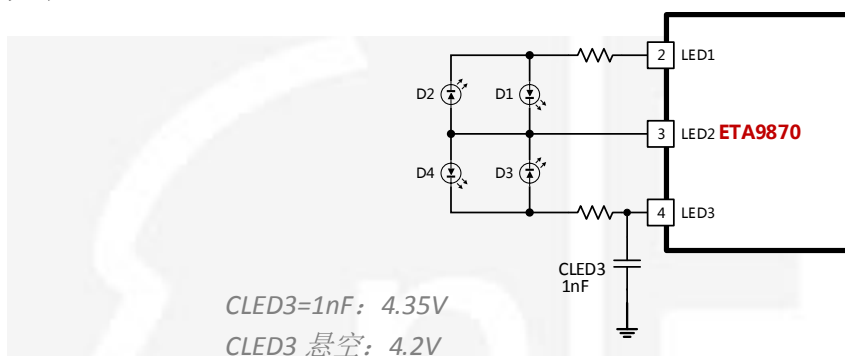 2 LED1
D2 D1
3 LED2 ETA9870
D4 D3
4 LED3
CLED3
1nF
CLED3=1nF：4.35V
CLED3 悬空：4.2V